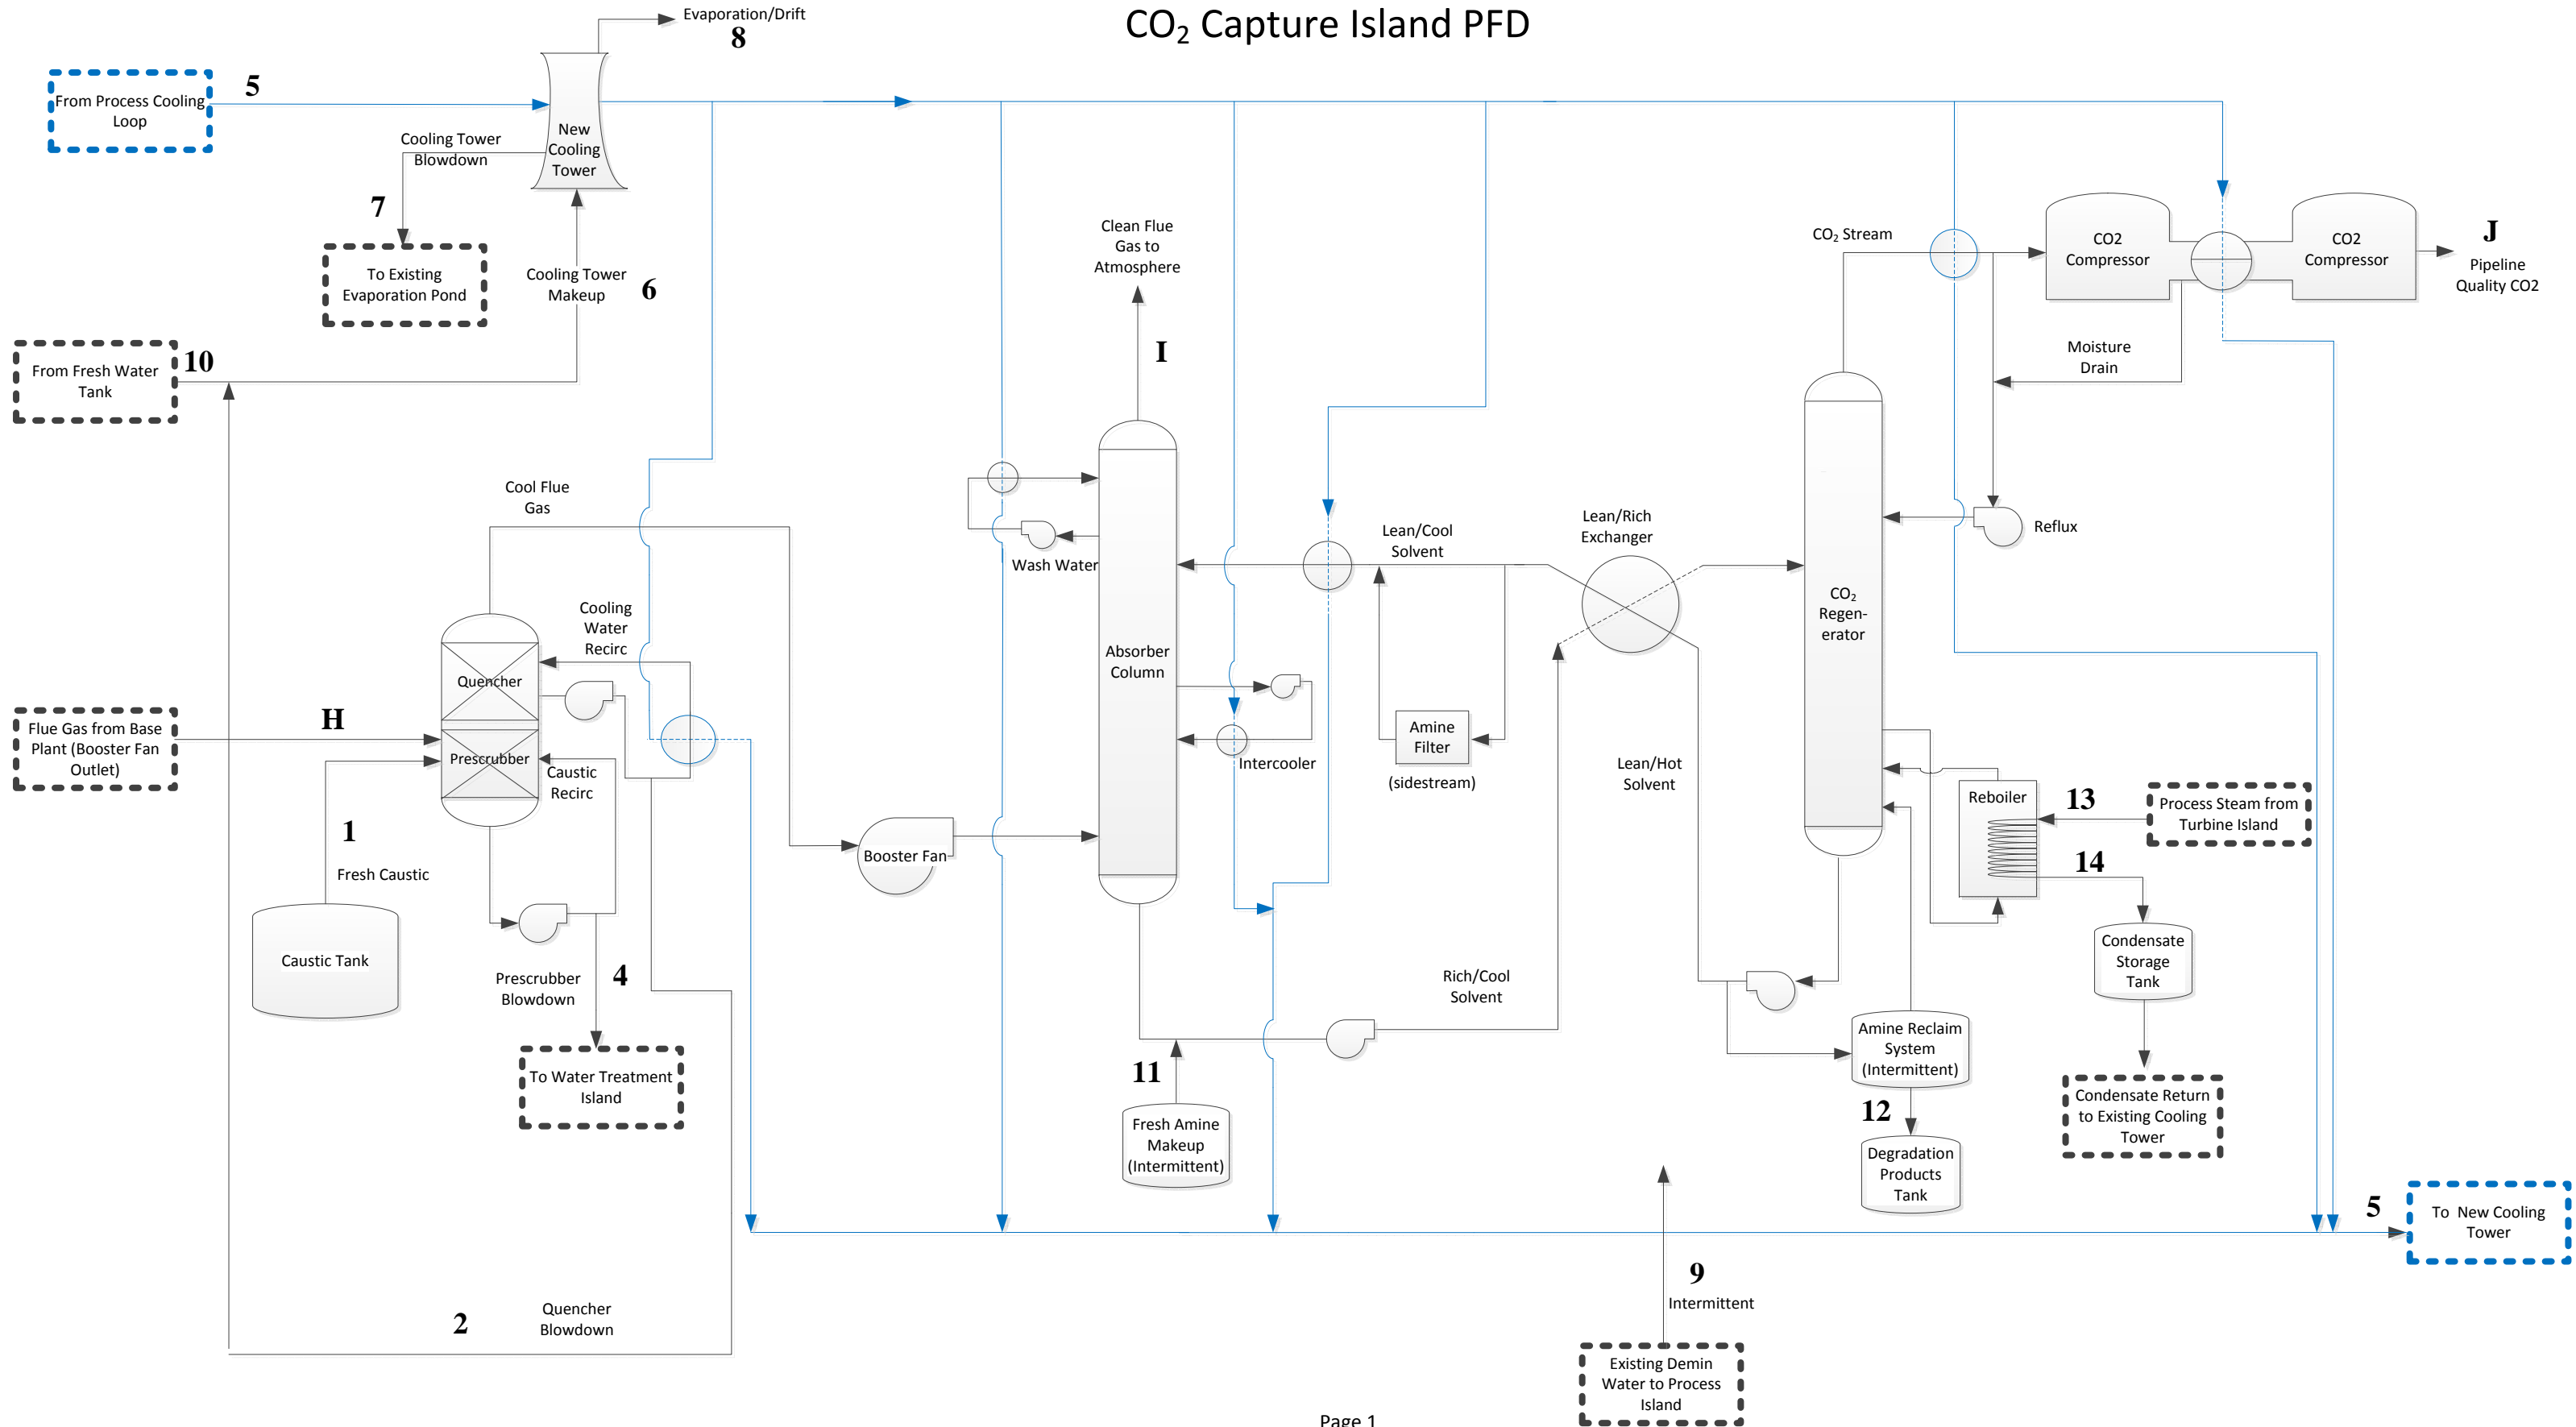 CO₂ Capture Island PFD
Evaporation/Drift
8
From Process Cooling
Loop
5
New
Cooling
Tower
Cooling Tower
Blowdown
7
To Existing
Evaporation Pond
Cooling Tower
Makeup
6
From Fresh Water
Tank
10
Clean Flue
Gas to
Atmosphere
I
CO₂ Stream
CO2
Compressor
CO2
Compressor
J
Pipeline
Quality CO2
Moisture
Drain
Cool Flue
Gas
Wash Water
Lean/Cool
Solvent
Lean/Rich
Exchanger
Reflux
Cooling
Water
Recirc
CO₂
Regen-
erator
Absorber
Column
Quencher
Flue Gas from Base
Plant (Booster Fan
Outlet)
H
Prescrubber
Caustic
Recirc
Intercooler
Amine
Filter
(sidestream)
Lean/Hot
Solvent
Reboiler
13
Process Steam from
Turbine Island
14
1
Fresh Caustic
Booster Fan
Caustic Tank
Prescrubber
Blowdown
4
Rich/Cool
Solvent
Condensate
Storage
Tank
To Water Treatment
Island
11
Fresh Amine
Makeup
(Intermittent)
Amine Reclaim
System
(Intermittent)
12
Degradation
Products
Tank
Condensate Return
to Existing Cooling
Tower
5
To New Cooling
Tower
9
Intermittent
2
Quencher
Blowdown
Existing Demin
Water to Process
Island
Page 1